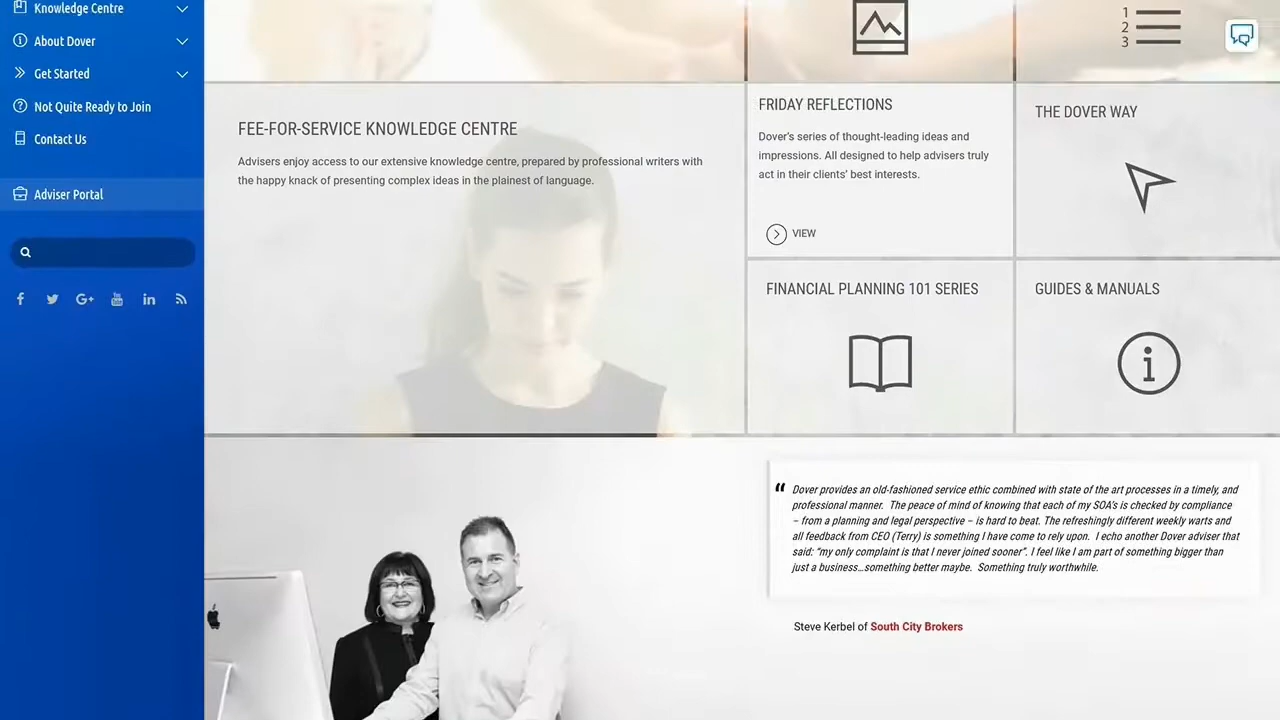 Knowledge Centre
About Dover
Get Started
Not Quite Ready to Join
Contact Us
Adviser Portal
1
2
3
FEE-FOR-SERVICE KNOWLEDGE CENTRE
Advisers enjoy access to our extensive knowledge centre, prepared by professional writers with
the happy knack of presenting complex ideas in the plainest of language.
FRIDAY REFLECTIONS
Dover’s series of thought-leading ideas and
impressions. All designed to help advisers truly
act in their clients’ best interests.
VIEW
THE DOVER WAY
FINANCIAL PLANNING 101 SERIES
GUIDES & MANUALS
“ Dover provides an old-fashioned service ethic combined with state of the art processes in a timely, and
professional manner. The peace of mind of knowing that each of my SOA’s is checked by compliance
– from a planning and legal perspective – is hard to beat. The refreshingly different weekly warts and
all feedback from CEO (Terry) is something I have come to rely upon. I echo another Dover adviser that
said: “my only complaint is that I never joined sooner”. I feel like I am part of something bigger than
just a business…something better maybe. Something truly worthwhile.
Steve Kerbel of South City Brokers